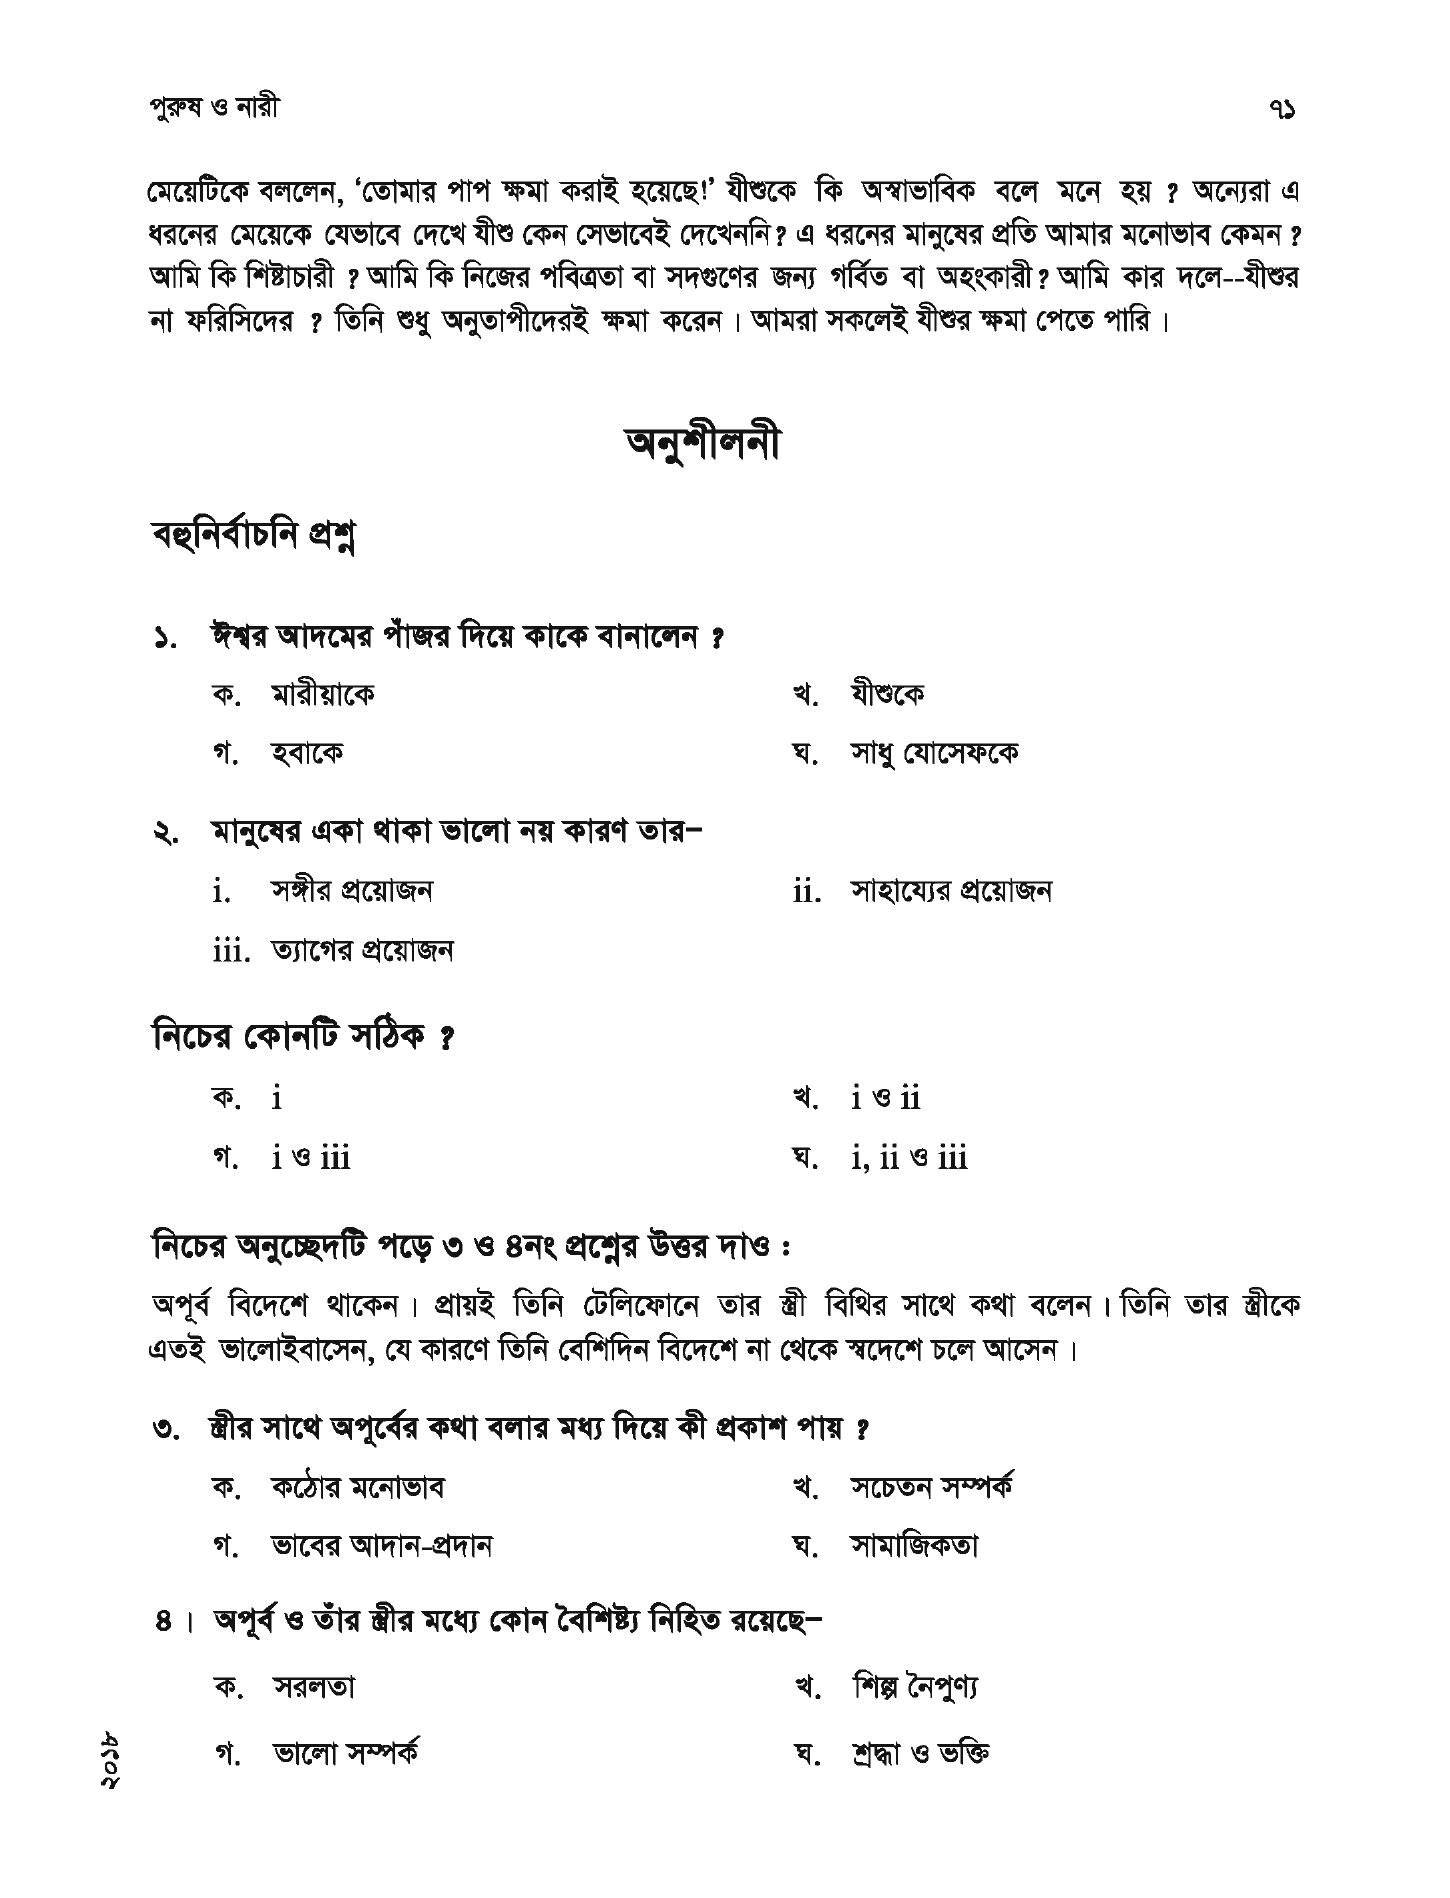 পুরুষ ও নারী ৭১
মেয়েটিকে বললেন, ‘তোমার পাপ ক্ষমা করাই হয়েছে!’ যীশুকে কি অস্বাভাবিক বলে মনে হয় ? অন্যেরা এ
ধরনের মেয়েকে যেভাবে দেখে যীশু কেন সেভাবেই দেখেননি? এ ধরনের মানুষের প্রতি আমার মনোভাব কেমন ?
আমি কি শিষ্টাচারী ? আমি কি নিজের পবিত্রতা বা সদগুণের জন্য গর্বিত বা অহংকারী? আমি কার দলে--যীশুর
না ফরিসিদের ? তিনি শুধু অনুতাপীদেরই ক্ষমা করেন। আমরা সকলেই যীশুর ক্ষমা পেতে পারি।
অনুশীলনী
বহুনির্বাচনি প্রশ্ন
১. ঈশ্বর আদমের পাঁজর দিয়ে কাকে বানালেন ?
ক. মারীয়াকে খ. যীশুকে
গ. হবাকে ঘ. সাধু যোসেফকে
২. মানুষের একা থাকা ভালো নয় কারণ তার–
i. সঙ্গীর প্রয়োজন ii. সাহায্যের প্রয়োজন
iii. ত্যাগের প্রয়োজন
নিচের কোনটি সঠিক ?
ক. i খ. i ও ii
গ. i ও iii ঘ. i, ii ও iii
নিচের অনুচ্ছেদটি পড়ে ৩ ও ৪নং প্রশ্নের উত্তর দাও :
অপূর্ব বিদেশে থাকেন। প্রায়ই তিনি টেলিফোনে তার স্ত্রী বিথির সাথে কথা বলেন। তিনি তার স্ত্রীকে
এতই ভালোইবাসেন, যে কারণে তিনি বেশিদিন বিদেশে না থেকে স্বদেশে চলে আসেন।
৩. স্ত্রীর সাথে অপূর্বের কথা বলার মধ্য দিয়ে কী প্রকাশ পায় ?
ক. কঠোর মনোভাব খ. সচেতন সম্পর্ক
গ. ভাবের আদান-প্রদান ঘ. সামাজিকতা
৪। অপূর্ব ও তাঁর স্ত্রীর মধ্যে কোন বৈশিষ্ট্য নিহিত রয়েছে–
ক. সরলতা খ. শিল্প নৈপুণ্য
গ. ভালো সম্পর্ক ঘ. শ্রদ্ধা ও ভক্তি
২০১৮